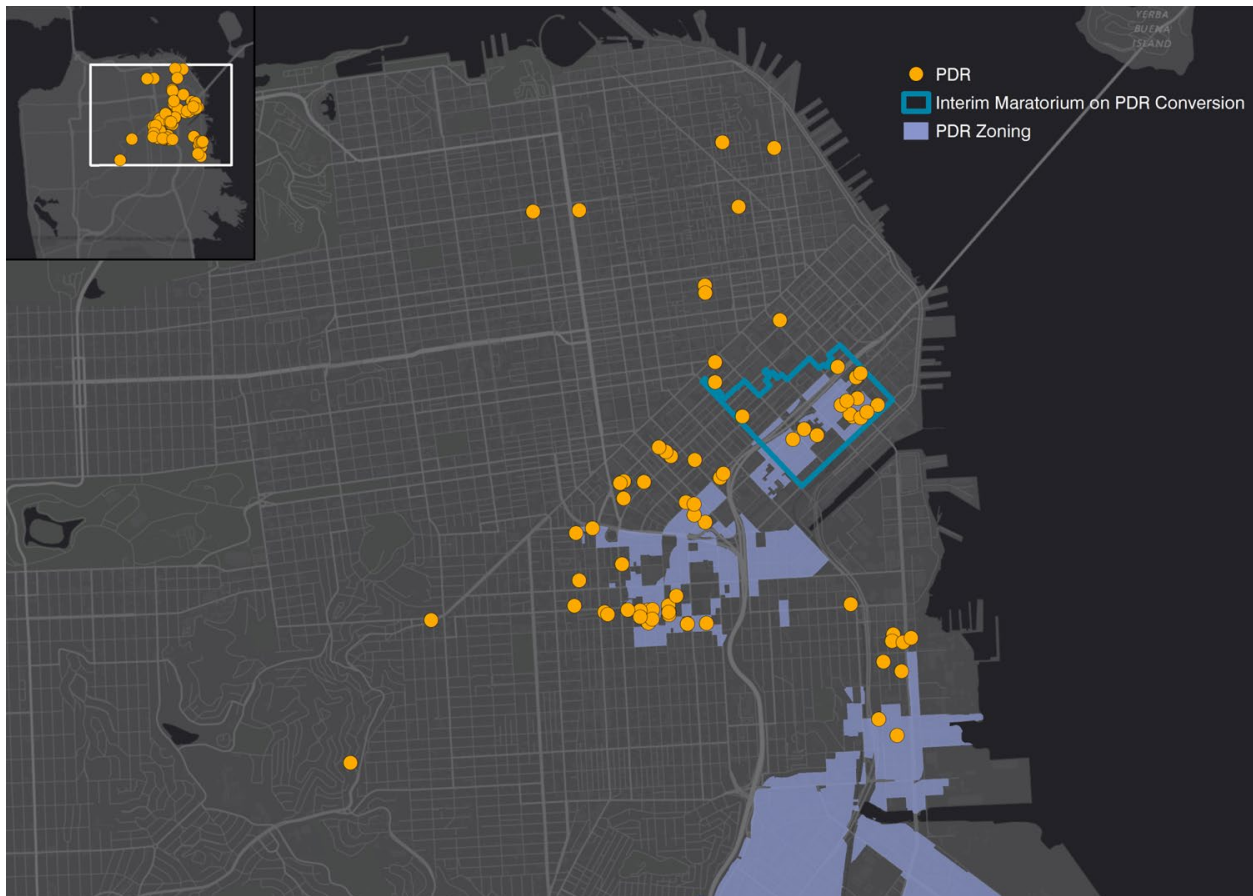 YERBA
BUENA
ISLAND
PDR
Interim Maratorium on PDR Conversion
PDR Zoning